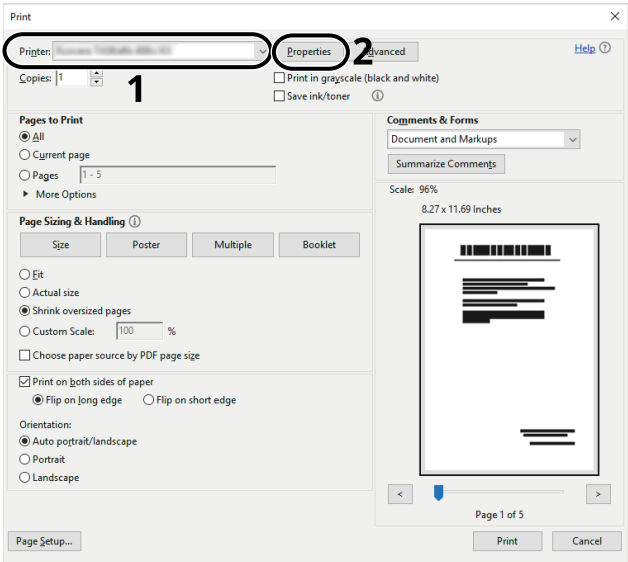 Print
Printer:
Properties
2
Advanced
Help
Copies: 1
1
Print in grayscale (black and white)
Save ink/toner
Pages to Print
All
Current page
Pages 1 - 5
More Options
Comments & Forms
Document and Markups
Summarize Comments
Page Sizing & Handling
Size Poster Multiple Booklet
Fit
Actual size
Shrink oversized pages
Custom Scale: 100 %
Choose paper source by PDF page size
Print on both sides of paper
Flip on long edge Flip on short edge
Orientation:
Auto portrait/landscape
Portrait
Landscape
Scale: 96%
8.27 x 11.69 Inches
< >
Page 1 of 5
Page Setup...
Print Cancel